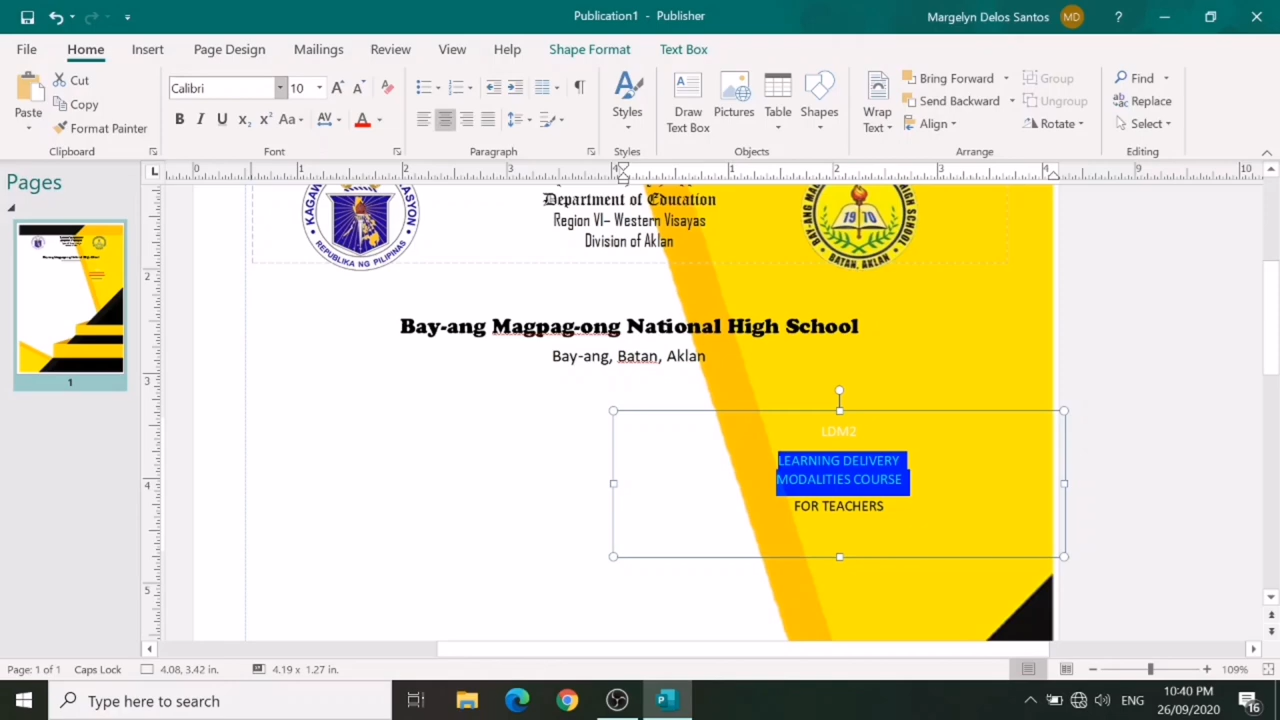 Publication1 - Publisher
Margelyn Delos Santos
MD
?
File
Home
Insert
Page Design
Mailings
Review
View
Help
Shape Format
Text Box
Paste
Cut
Copy
Format Painter
Clipboard
Calibri
10
B I U
Aa
AV
A
Font
Paragraph
Styles
Styles
Draw
Text Box
Pictures
Table
Shapes
Objects
Wrap
Text
Bring Forward
Send Backward
Align
Group
Ungroup
Rotate
Arrange
Find
Replace
Select
Editing
Pages
1
REPUBLIKA NG PILIPINAS
Department of Education
Region VI– Western Visayas
Division of Aklan
1970
BATAN, AKLAN
Bay-ang Magpag-ong National High School
Bay-ang, Batan, Aklan
LDM2
LEARNING DELIVERY
MODALITIES COURSE
FOR TEACHERS
Page: 1 of 1
Caps Lock
4.08, 3.42 in.
4.19 x 1.27 in.
109%
Type here to search
ENG
10:40 PM
26/09/2020
16